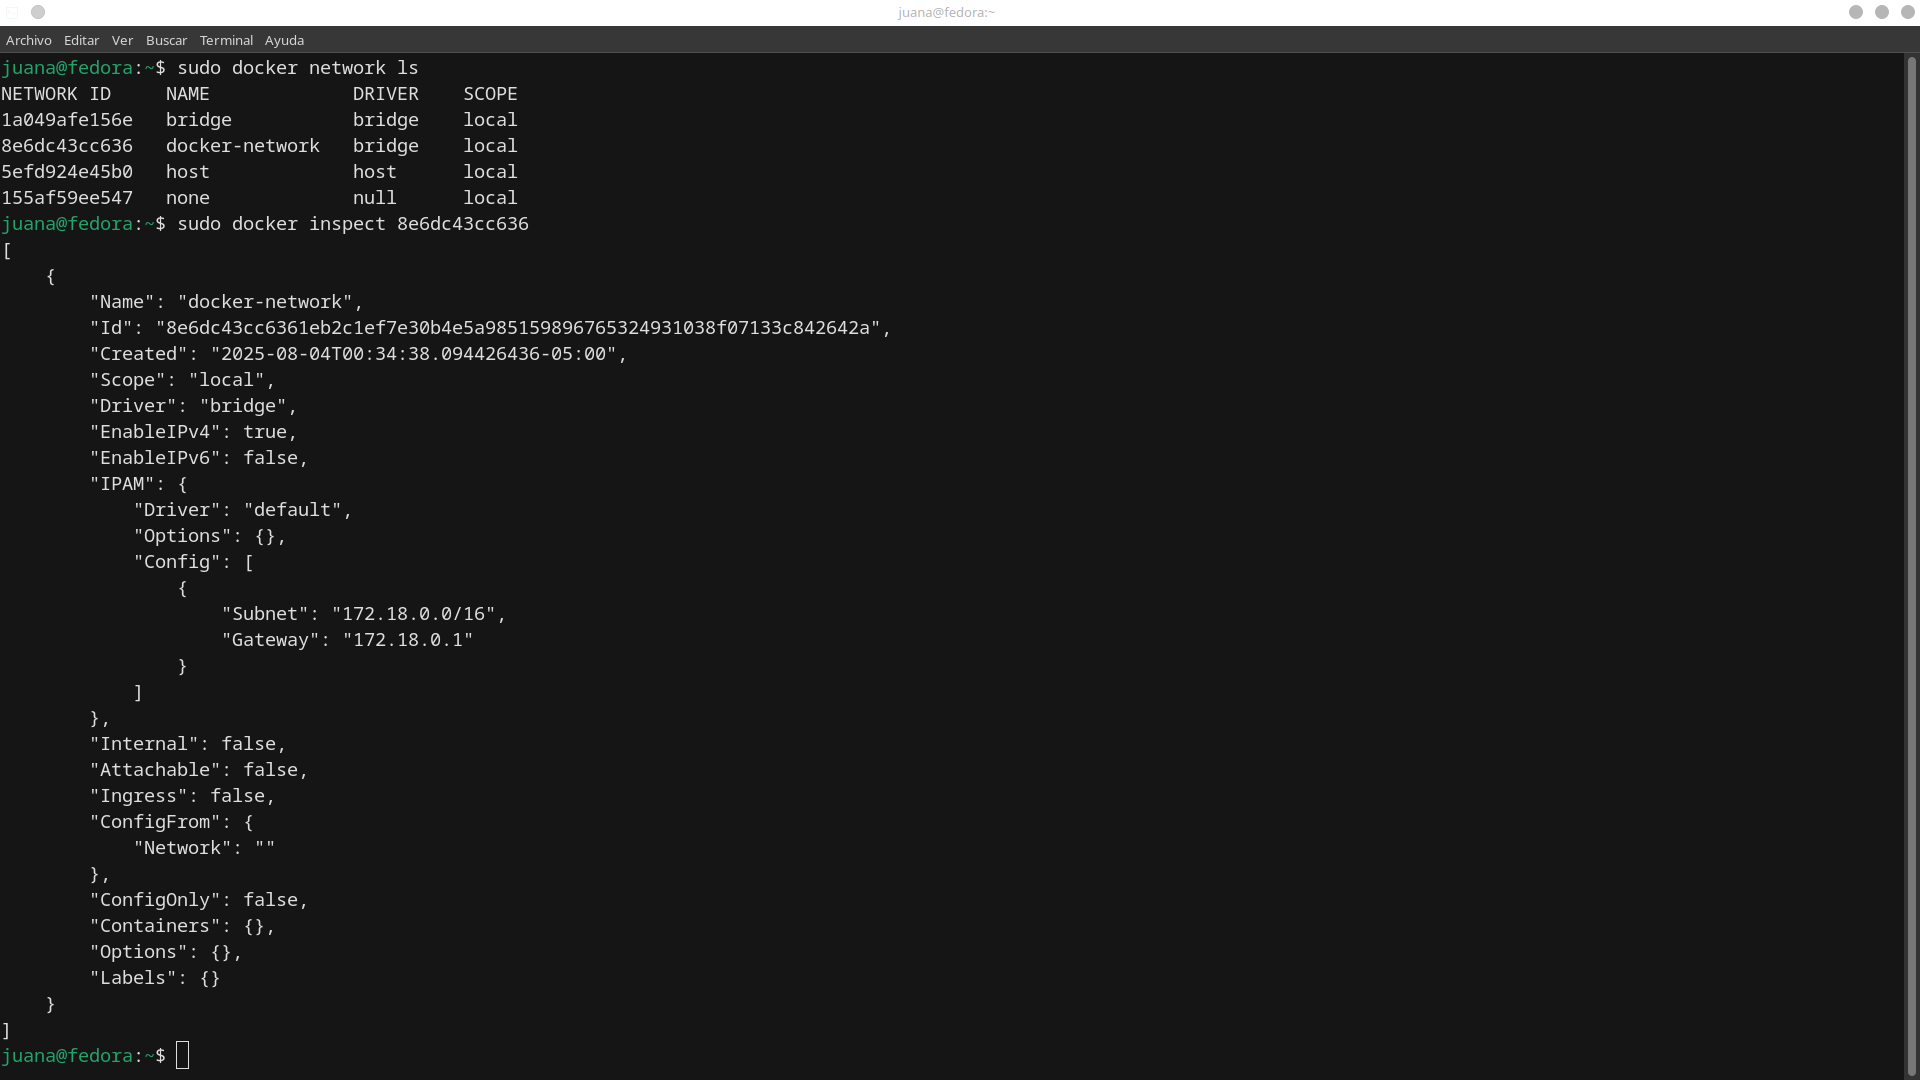 juana@fedora:~
Archivo Editar Ver Buscar Terminal Ayuda
juana@fedora:~$ sudo docker network ls
NETWORK ID     NAME             DRIVER    SCOPE
1a049afe156e   bridge           bridge    local
8e6dc43cc636   docker-network   bridge    local
5efd924e45b0   host             host      local
155af59ee547   none             null      local
juana@fedora:~$ sudo docker inspect 8e6dc43cc636
[
    {
        "Name": "docker-network",
        "Id": "8e6dc43cc6361eb2c1ef7e30b4e5a985159896765324931038f07133c842642a",
        "Created": "2025-08-04T00:34:38.094426436-05:00",
        "Scope": "local",
        "Driver": "bridge",
        "EnableIPv4": true,
        "EnableIPv6": false,
        "IPAM": {
            "Driver": "default",
            "Options": {},
            "Config": [
                {
                    "Subnet": "172.18.0.0/16",
                    "Gateway": "172.18.0.1"
                }
            ]
        },
        "Internal": false,
        "Attachable": false,
        "Ingress": false,
        "ConfigFrom": {
            "Network": ""
        },
        "ConfigOnly": false,
        "Containers": {},
        "Options": {},
        "Labels": {}
    }
]
juana@fedora:~$